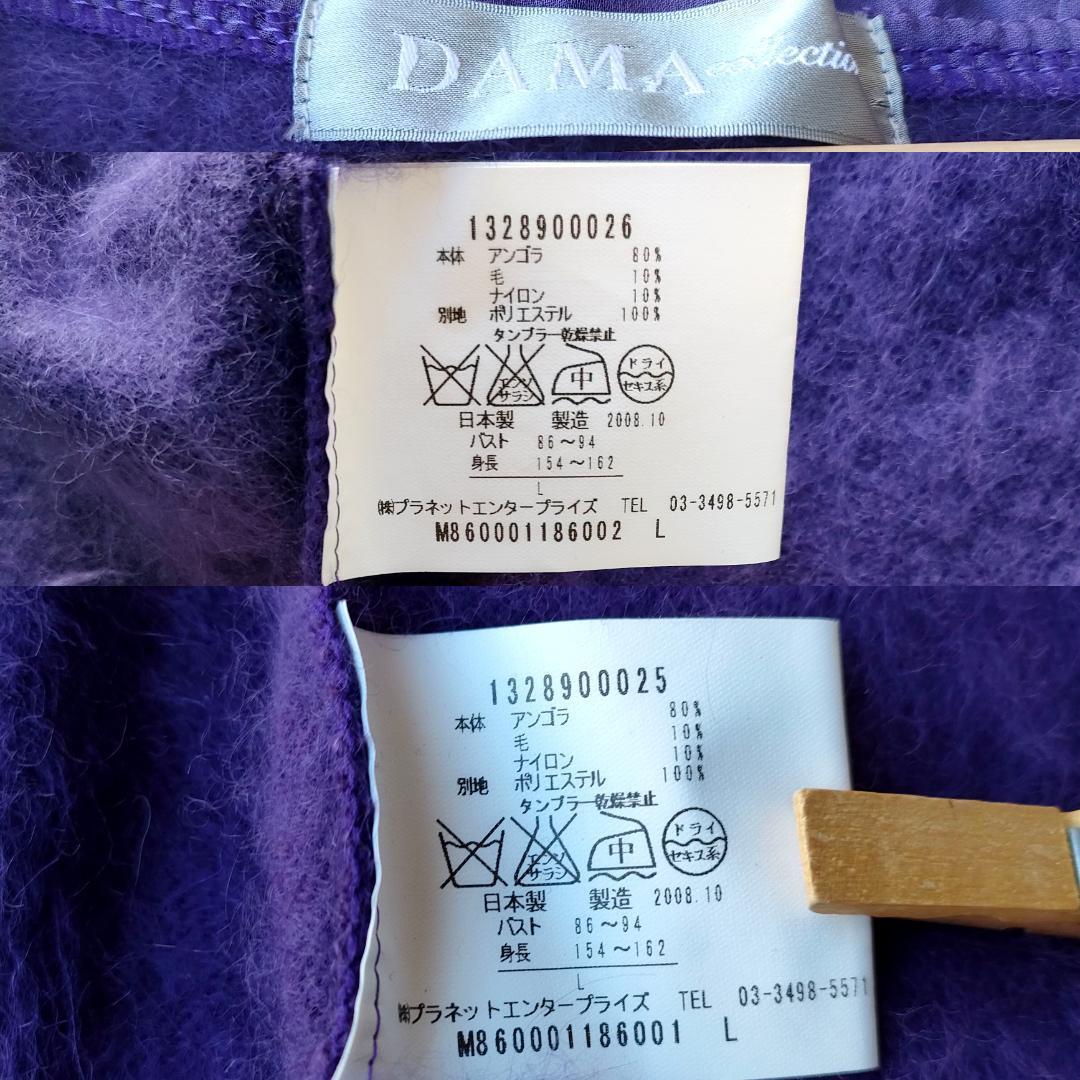 DAMA collection
1328900026
本体 アンゴラ 80%
毛 10%
ナイロン 10%
別地 ポリエステル 100%
タンブラー乾燥禁止
エンソ サラシ
中
ドライ セキユ系
日本製 製造 2008.10
バスト 86〜94
身長 154〜162
L
㈱プラネットエンタープライズ TEL 03-3498-5571
M860001186002 L
1328900025
本体 アンゴラ 80%
毛 10%
ナイロン 10%
別地 ポリエステル 100%
タンブラー乾燥禁止
エンソ サラシ
中
ドライ セキユ系
日本製 製造 2008.10
バスト 86〜94
身長 154〜162
L
㈱プラネットエンタープライズ TEL 03-3498-5571
M860001186001 L